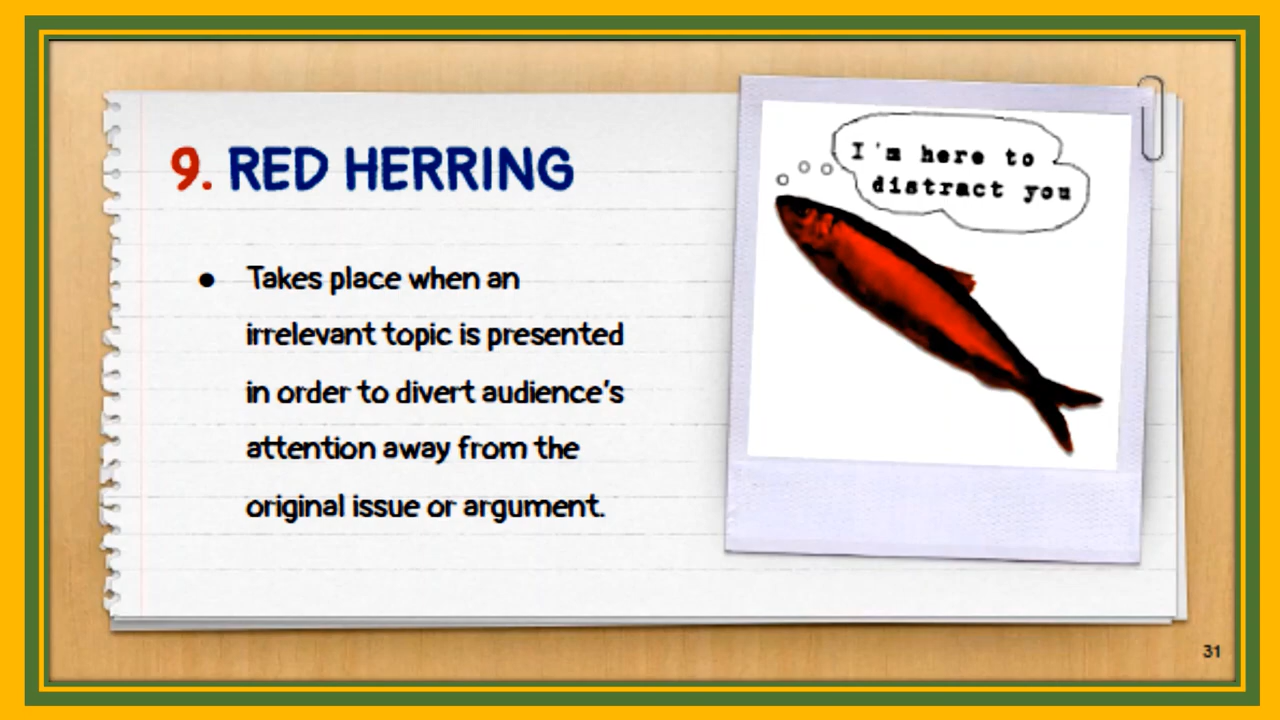 9. RED HERRING
● Takes place when an
irrelevant topic is presented
in order to divert audience's
attention away from the
original issue or argument.
I'm here to
distract you
31